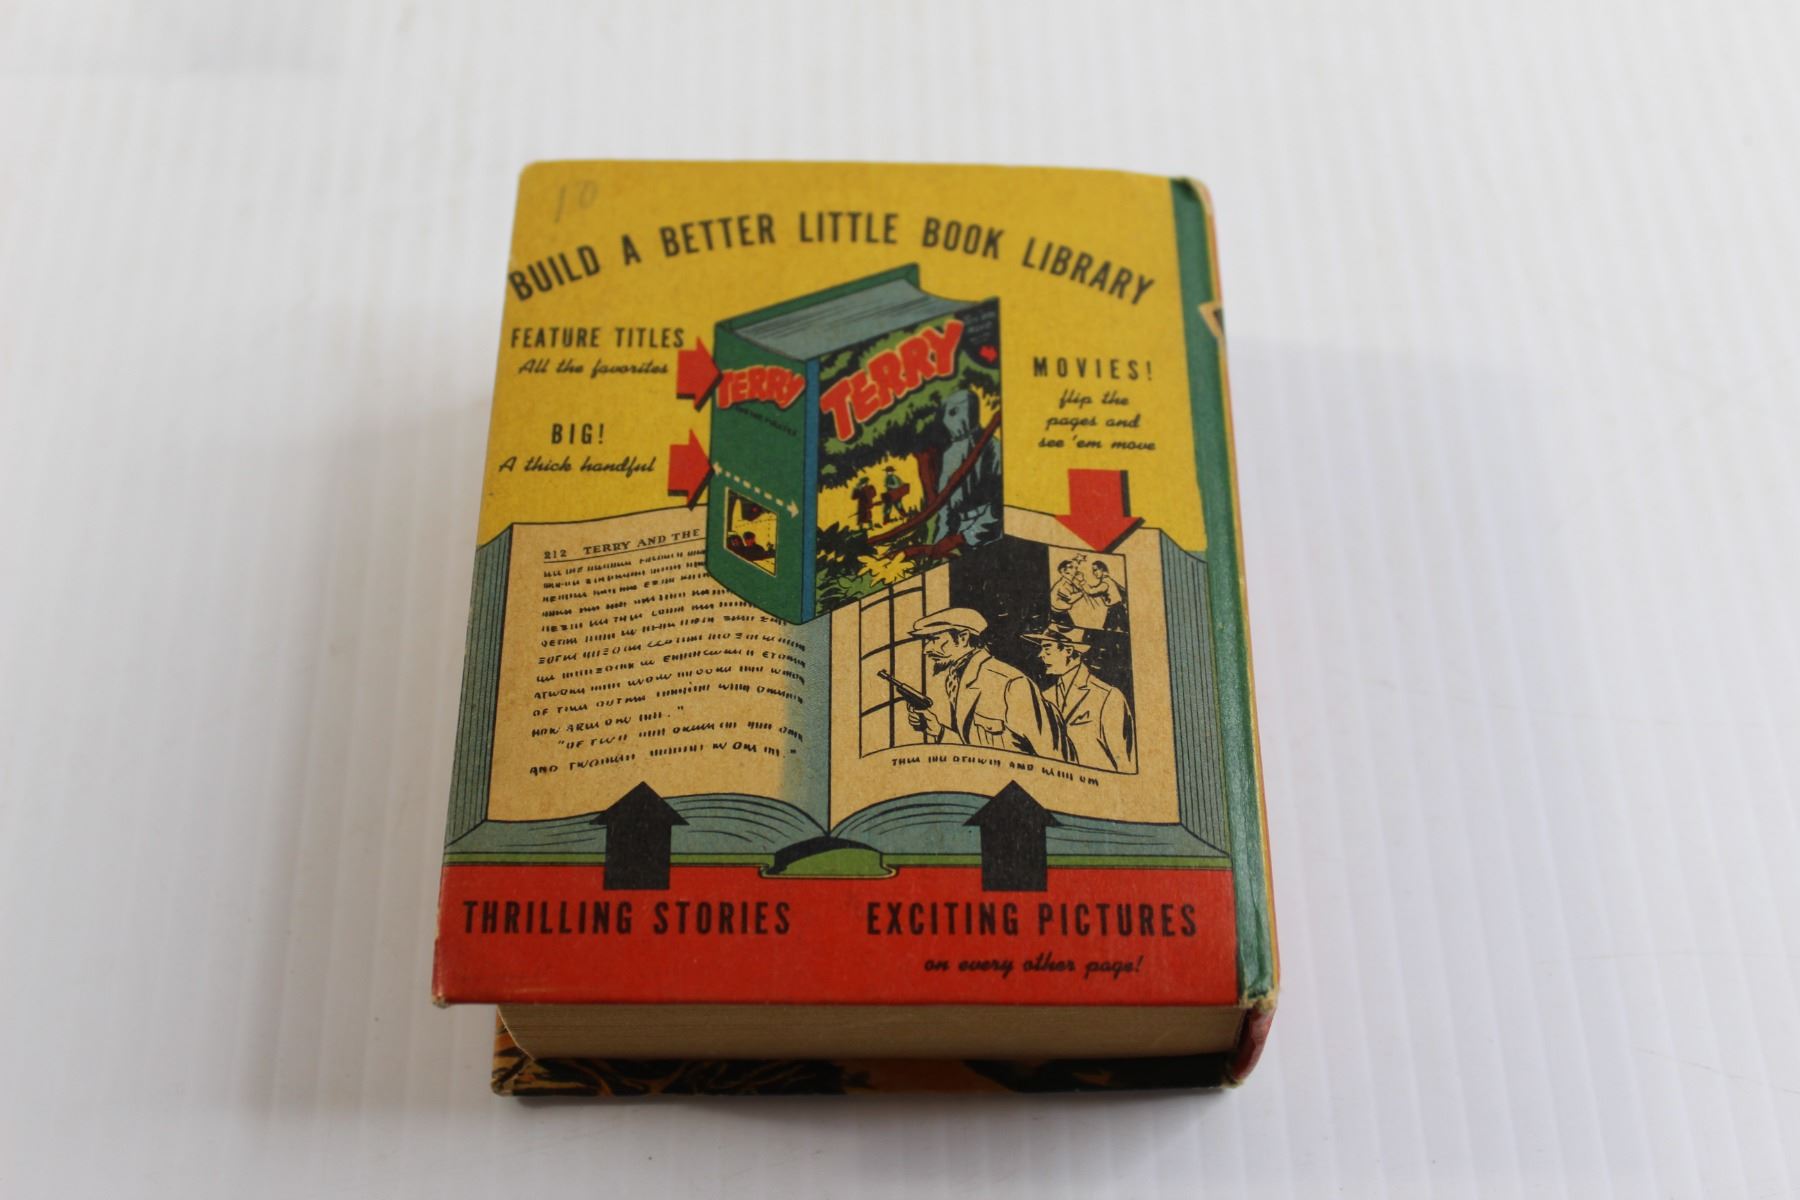 10
BUILD A BETTER LITTLE BOOK LIBRARY
FEATURE TITLES
All the favorites
BIG!
A thick handful
TERRY
TERRY
MOVIES!
flip the
pages and
see 'em move
212 TERRY AND THE
THRILLING STORIES
EXCITING PICTURES
on every other page!